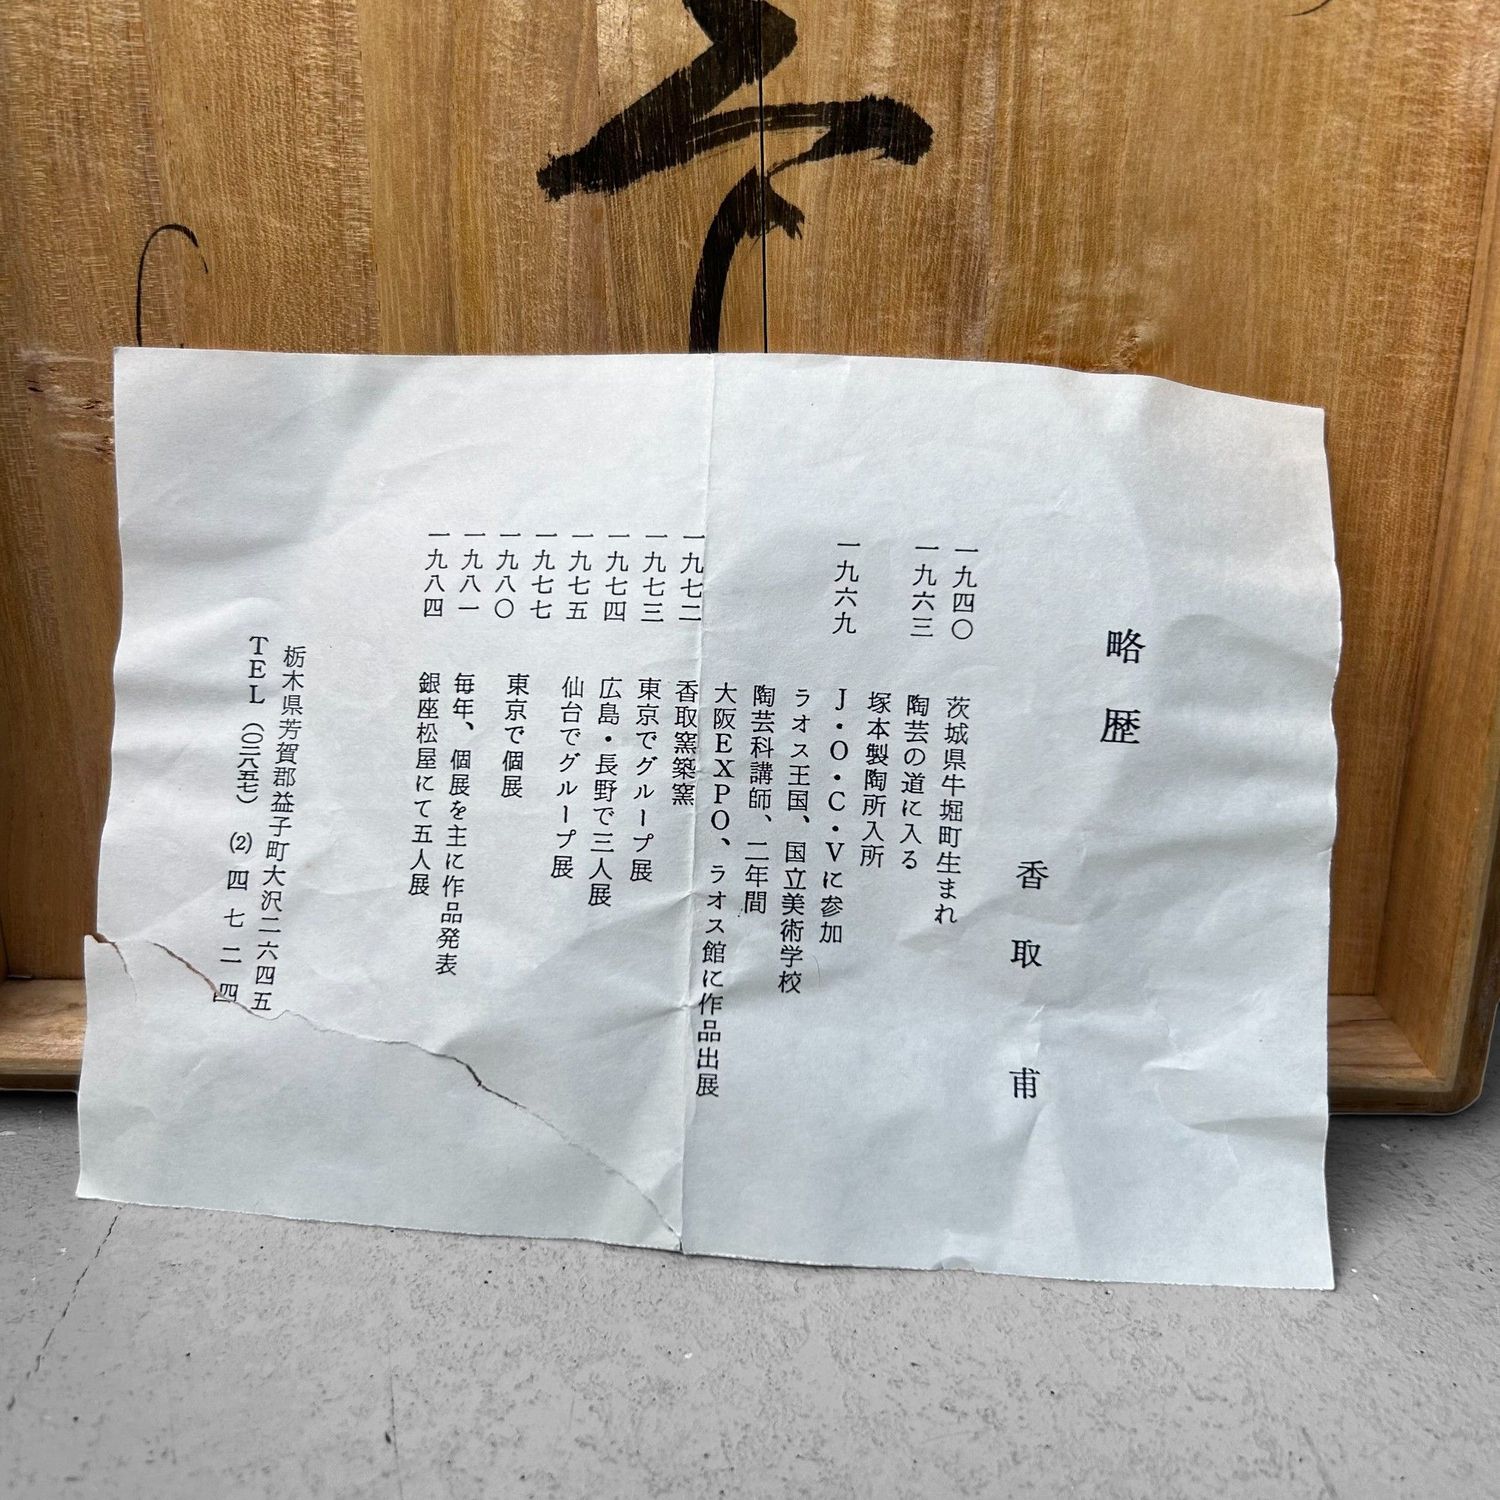 略歴
香取甫
一九四〇 茨城県牛堀町生まれ
一九六三 陶芸の道に入る
塚本製陶所入所
一九六九 J・O・C・Vに参加
ラオス王国、国立美術学校
陶芸科講師、二年間
大阪EXPO、ラオス館に作品出展
一九七二 香取窯築窯
一九七三 東京でグループ展
一九七四 広島・長野で三人展
一九七五 仙台でグループ展
一九七七
一九八〇 東京で個展
一九八一 毎年、個展を主に作品発表
一九八四 銀座松屋にて五人展
栃木県芳賀郡益子町大沢二六四五
TEL（〇二八五七）(2)四七二四